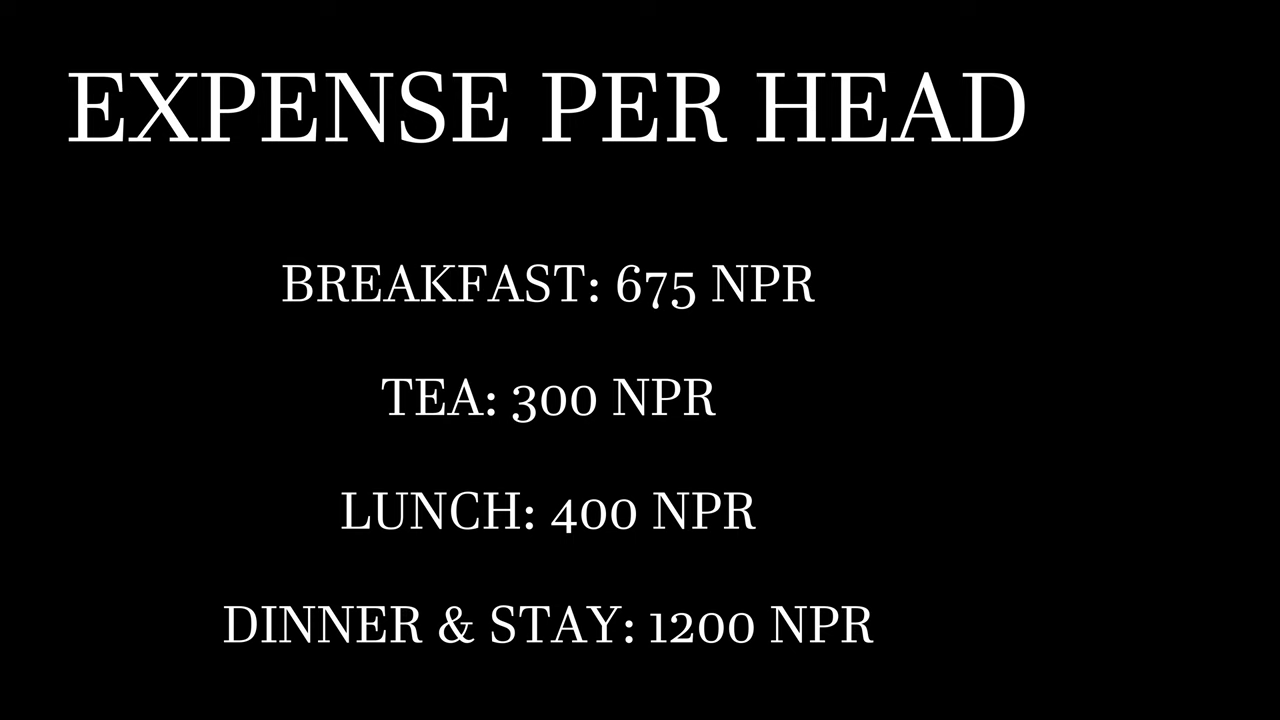 EXPENSE PER HEAD
BREAKFAST: 675 NPR
TEA: 300 NPR
LUNCH: 400 NPR
DINNER & STAY: 1200 NPR